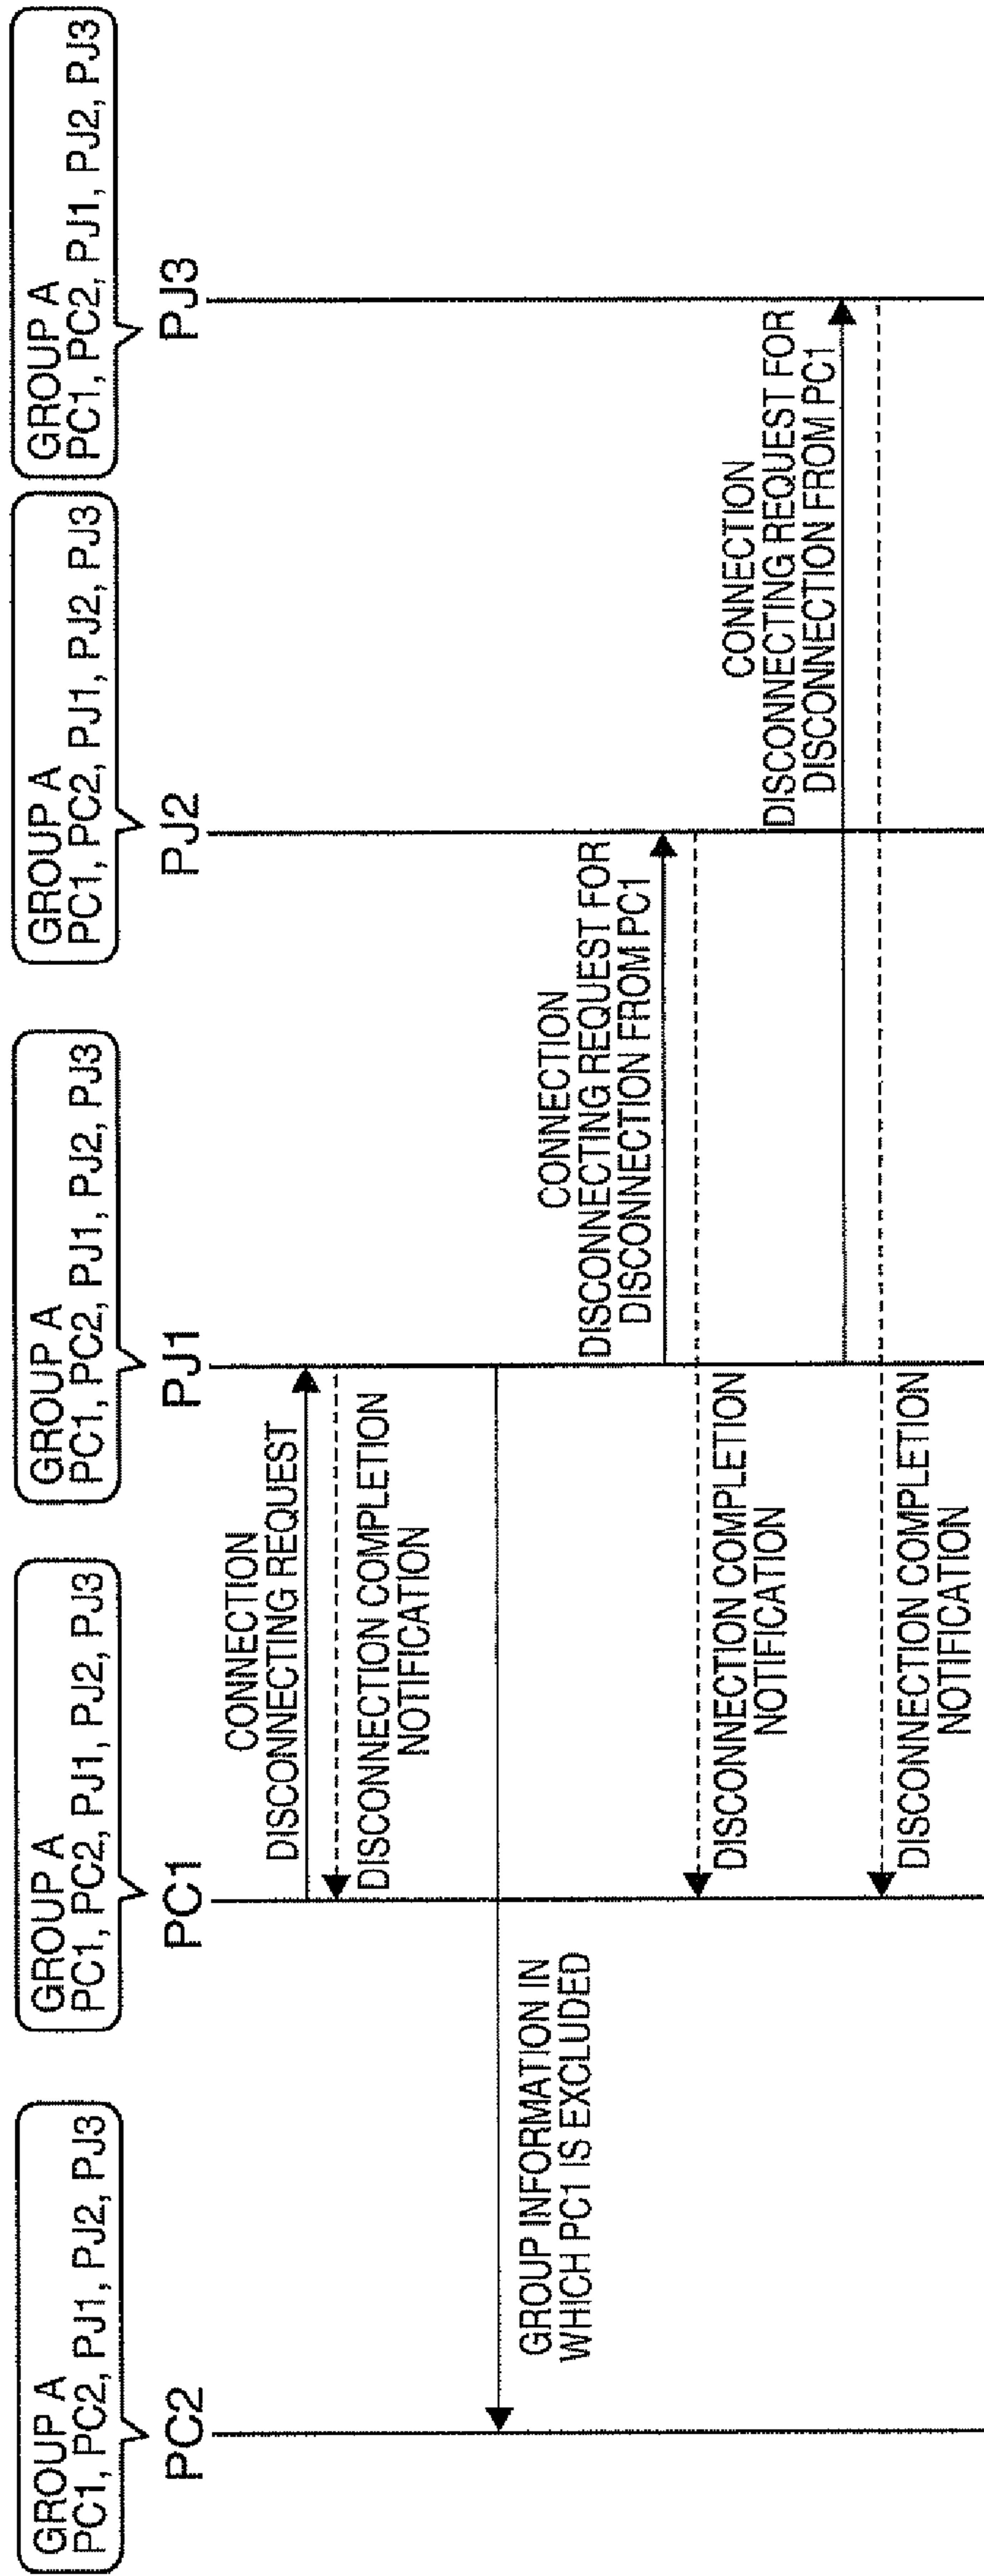 GROUP A
PC1, PC2, PJ1, PJ2, PJ3
GROUP A
PC1, PC2, PJ1, PJ2, PJ3
GROUP A
PC1, PC2, PJ1, PJ2, PJ3
GROUP A
PC1, PC2, PJ1, PJ2, PJ3
GROUP A
PC1, PC2, PJ1, PJ2, PJ3
PC2
PC1
PJ1
PJ2
PJ3
CONNECTION
DISCONNECTING REQUEST
DISCONNECTION COMPLETION
NOTIFICATION
GROUP INFORMATION IN
WHICH PC1 IS EXCLUDED
CONNECTION
DISCONNECTING REQUEST FOR
DISCONNECTION FROM PC1
DISCONNECTION COMPLETION
NOTIFICATION
CONNECTION
DISCONNECTING REQUEST FOR
DISCONNECTION FROM PC1
DISCONNECTION COMPLETION
NOTIFICATION